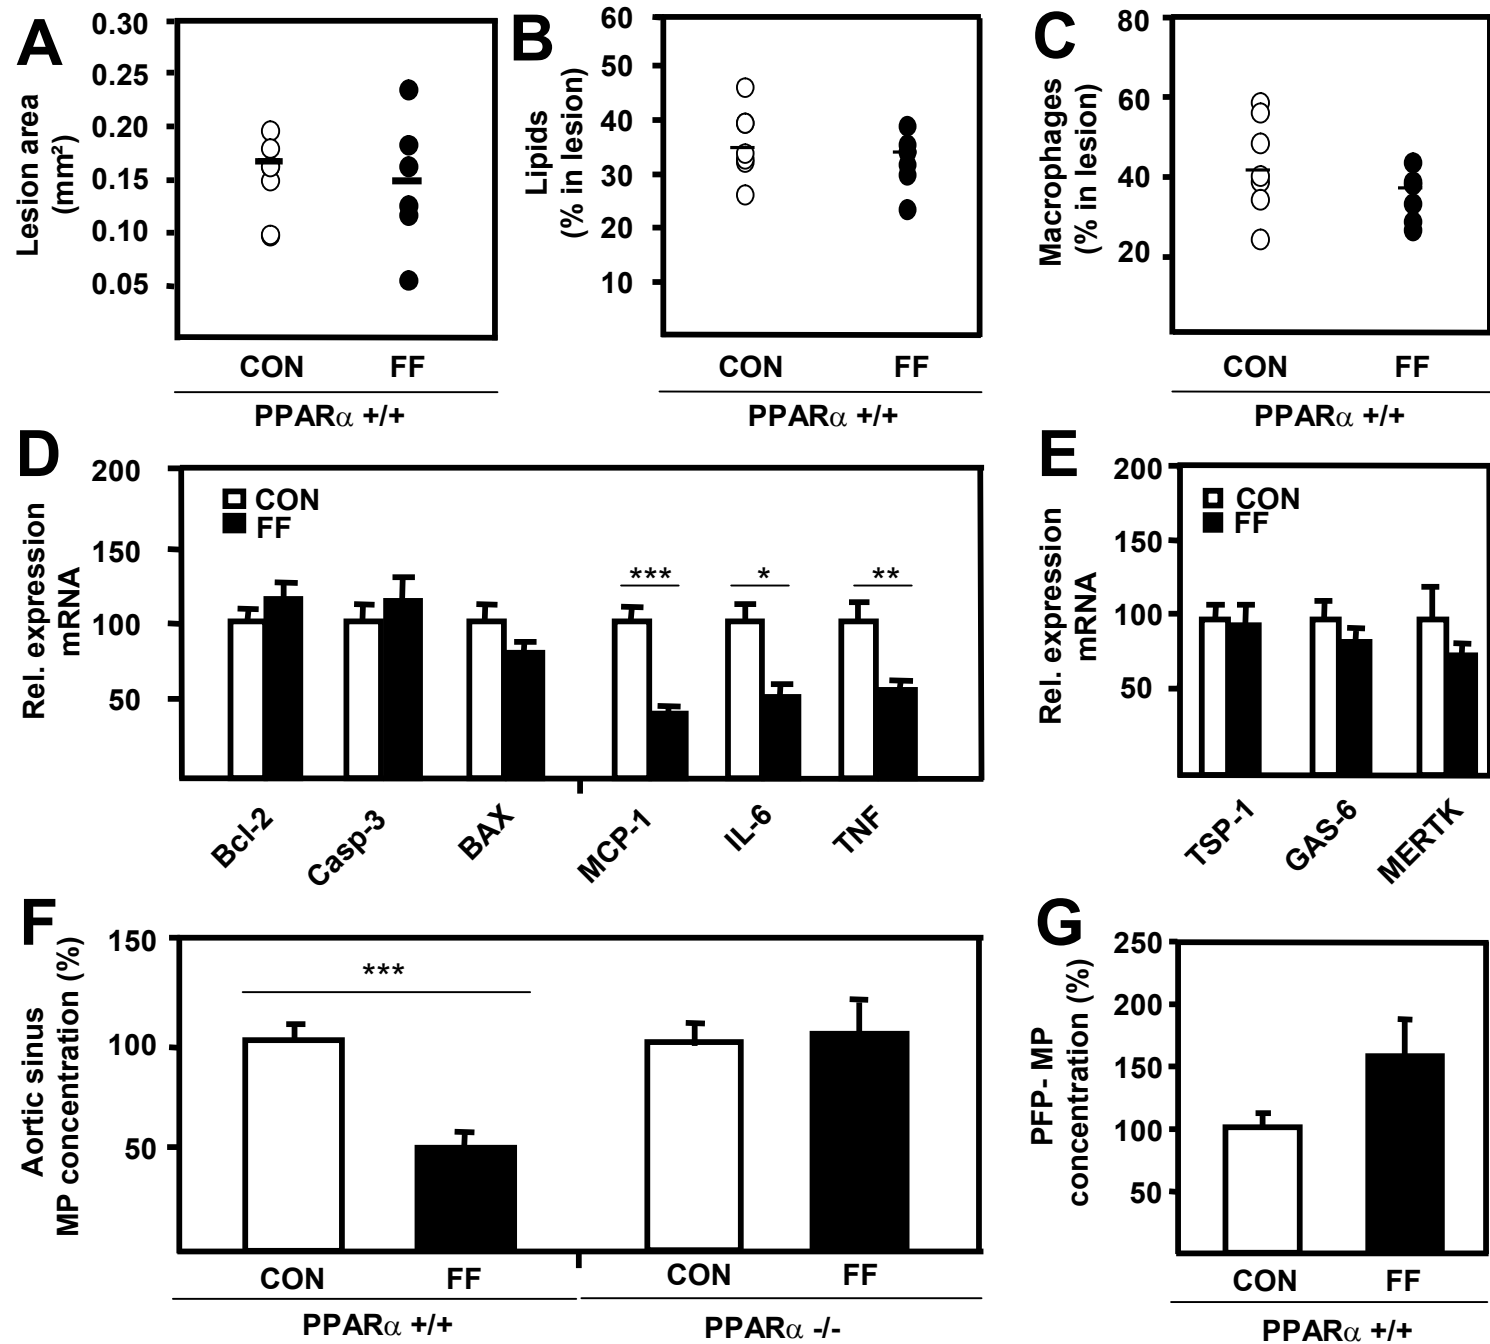 A
Lesion area
(mm²)
0.30
0.25
0.20
0.15
0.10
0.05
CON FF
PPARα +/+
B
Lipids
(% in lesion)
60
50
40
30
20
10
CON FF
PPARα +/+
C
Macrophages
(% in lesion)
80
60
40
20
CON FF
PPARα +/+
D
Rel. expression
mRNA
200
150
100
50
CON
FF
*** * **
Bcl-2 Casp-3 BAX MCP-1 IL-6 TNF
E
Rel. expression
mRNA
200
150
100
50
CON
FF
TSP-1 GAS-6 MERTK
F
Aortic sinus
MP concentration (%)
150
100
50
***
CON FF CON FF
PPARα +/+ PPARα -/-
G
PFP- MP
concentration (%)
250
200
150
100
50
CON FF
PPARα +/+